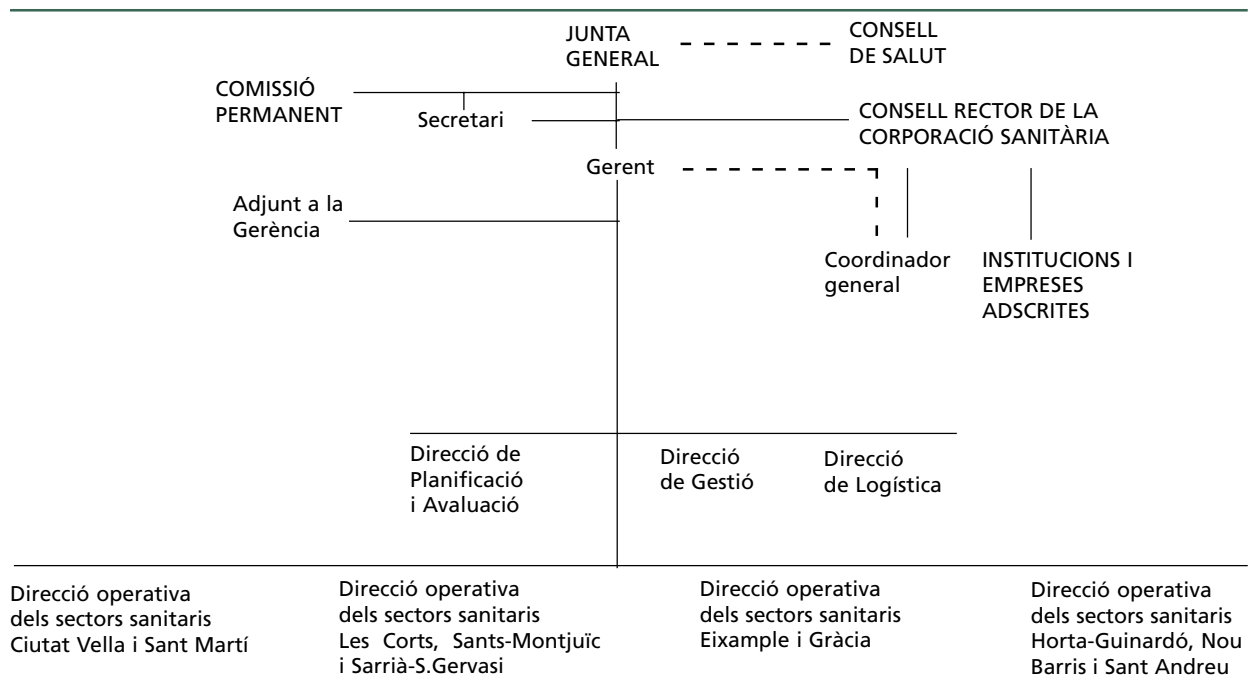 JUNTA
GENERAL
CONSELL
DE SALUT
COMISSIÓ
PERMANENT
Secretari
CONSELL RECTOR DE LA
CORPORACIÓ SANITÀRIA
Gerent
Adjunt a la
Gerència
Coordinador
general
INSTITUCIONS I
EMPRESES
ADSCRITES
Direcció de
Planificació
i Avaluació
Direcció
de Gestió
Direcció
de Logística
Direcció operativa
dels sectors sanitaris
Ciutat Vella i Sant Martí
Direcció operativa
dels sectors sanitaris
Les Corts, Sants-Montjuïc
i Sarrià-S.Gervasi
Direcció operativa
dels sectors sanitaris
Eixample i Gràcia
Direcció operativa
dels sectors sanitaris
Horta-Guinardó, Nou
Barris i Sant Andreu